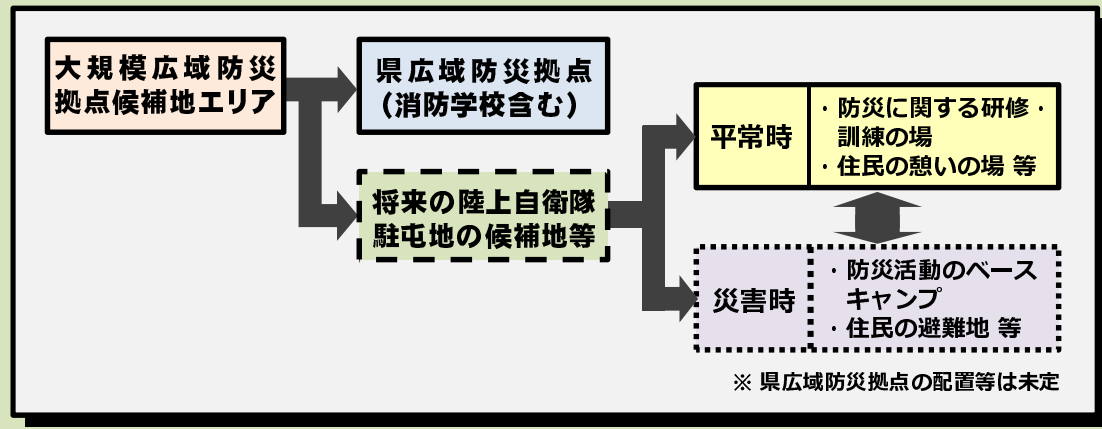 大規模広域防災
拠点候補地エリア
県広域防災拠点
(消防学校含む)
将来の陸上自衛隊
駐屯地の候補地等
平常時
・防災に関する研修・
訓練の場
・住民の憩いの場 等
災害時
・防災活動のベース
キャンプ
・住民の避難地 等
※ 県広域防災拠点の配置等は未定